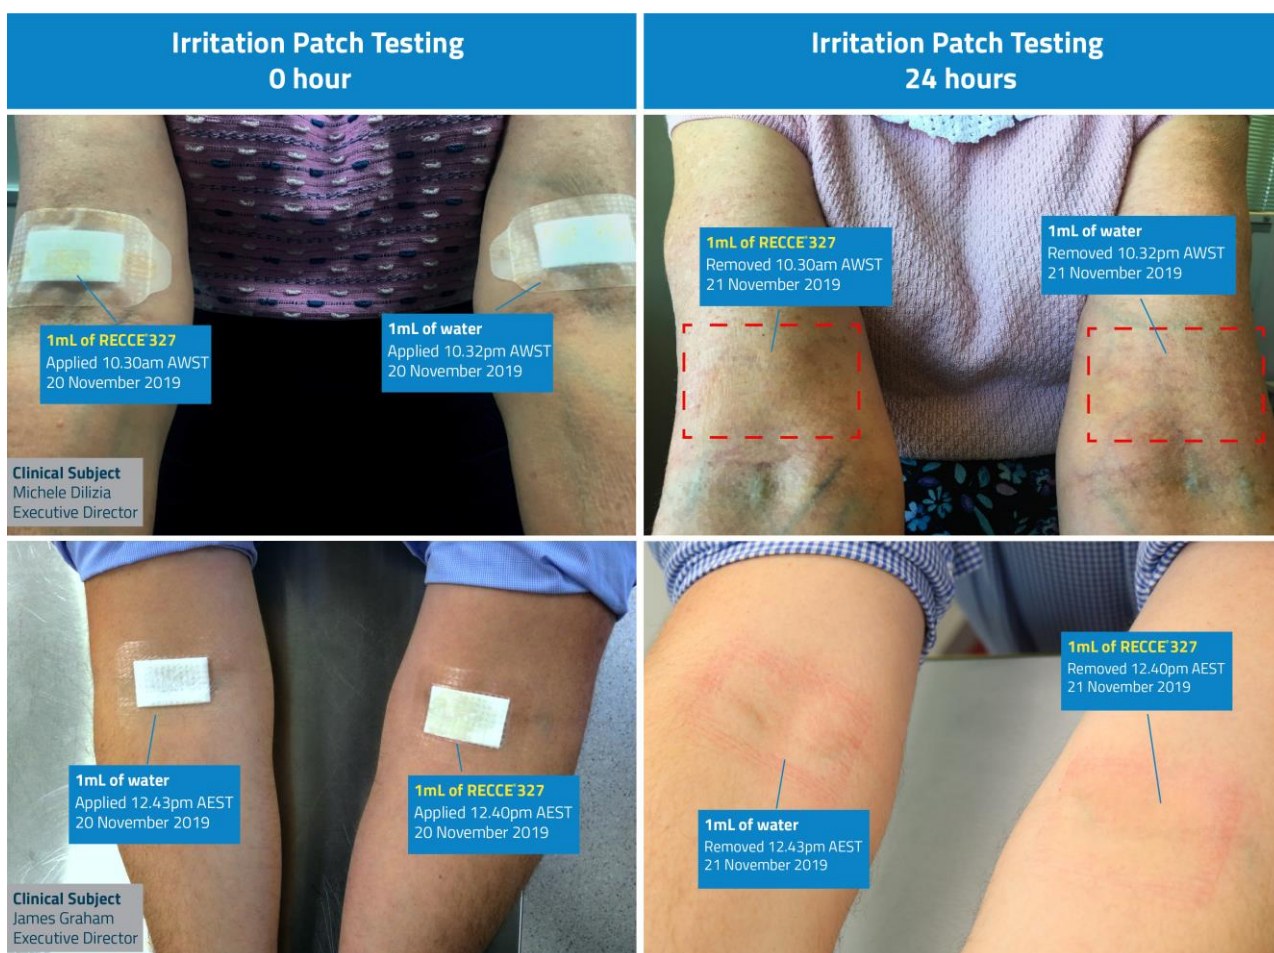 Irritation Patch Testing
0 hour
Irritation Patch Testing
24 hours
1mL of RECCE®327
Applied 10.30am AWST
20 November 2019
1mL of water
Applied 10.32pm AWST
20 November 2019
Clinical Subject
Michele Dilizia
Executive Director
1mL of RECCE®327
Removed 10.30am AWST
21 November 2019
1mL of water
Removed 10.32pm AWST
21 November 2019
1mL of water
Applied 12.43pm AEST
20 November 2019
1mL of RECCE®327
Applied 12.40pm AEST
20 November 2019
Clinical Subject
James Graham
Executive Director
1mL of RECCE®327
Removed 12.40pm AEST
21 November 2019
1mL of water
Removed 12.43pm AEST
21 November 2019